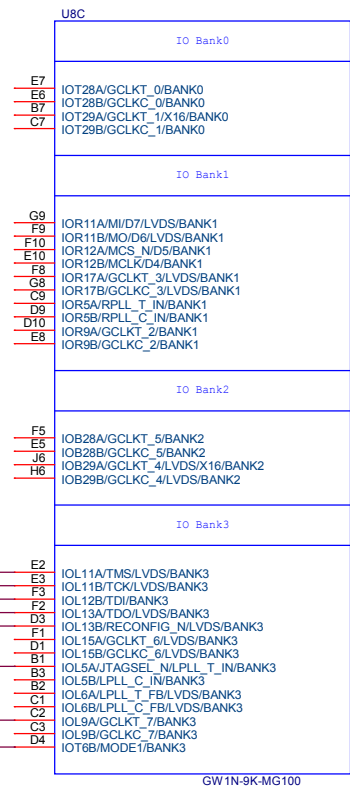 U8C
IO Bank0
E7 IOT28A/GCLKT_0/BANK0
E6 IOT28B/GCLKC_0/BANK0
B7 IOT29A/GCLKT_1/X16/BANK0
C7 IOT29B/GCLKC_1/BANK0
IO Bank1
G9 IOR11A/MI/D7/LVDS/BANK1
F9 IOR11B/MO/D6/LVDS/BANK1
F10 IOR12A/MCS_N/D5/BANK1
E10 IOR12B/MCLK/D4/BANK1
F8 IOR17A/GCLKT_3/LVDS/BANK1
G8 IOR17B/GCLKC_3/LVDS/BANK1
C9 IOR5A/RPLL_T_IN/BANK1
D9 IOR5B/RPLL_C_IN/BANK1
D10 IOR9A/GCLKT_2/BANK1
E8 IOR9B/GCLKC_2/BANK1
IO Bank2
F5 IOB28A/GCLKT_5/BANK2
E5 IOB28B/GCLKC_5/BANK2
J6 IOB29A/GCLKT_4/LVDS/X16/BANK2
H6 IOB29B/GCLKC_4/LVDS/BANK2
IO Bank3
E2 IOL11A/TMS/LVDS/BANK3
E3 IOL11B/TCK/LVDS/BANK3
F3 IOL12B/TDI/BANK3
F2 IOL13A/TDO/LVDS/BANK3
D3 IOL13B/RECONFIG_N/LVDS/BANK3
F1 IOL15A/GCLKT_6/LVDS/BANK3
D1 IOL15B/GCLKC_6/LVDS/BANK3
B1 IOL5A/JTAGSEL_N/LPLL_T_IN/BANK3
B3 IOL5B/LPLL_C_IN/BANK3
B2 IOL6A/LPLL_T_FB/LVDS/BANK3
C1 IOL6B/LPLL_C_FB/LVDS/BANK3
C2 IOL9A/GCLKT_7/BANK3
C3 IOL9B/GCLKC_7/BANK3
D4 IOT6B/MODE1/BANK3
GW1N-9K-MG100